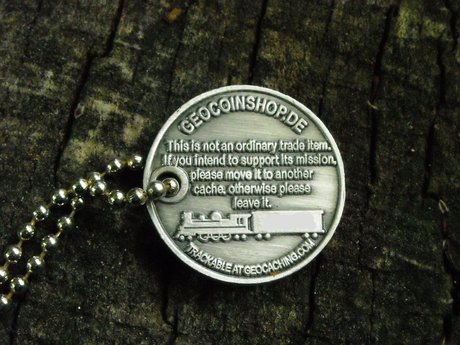 GEOCOINSHOP.DE
This is not an ordinary trade item.
If you intend to support its mission,
please move it to another
cache, otherwise please
leave it.
TRACKABLE AT GEOCACHING.COM